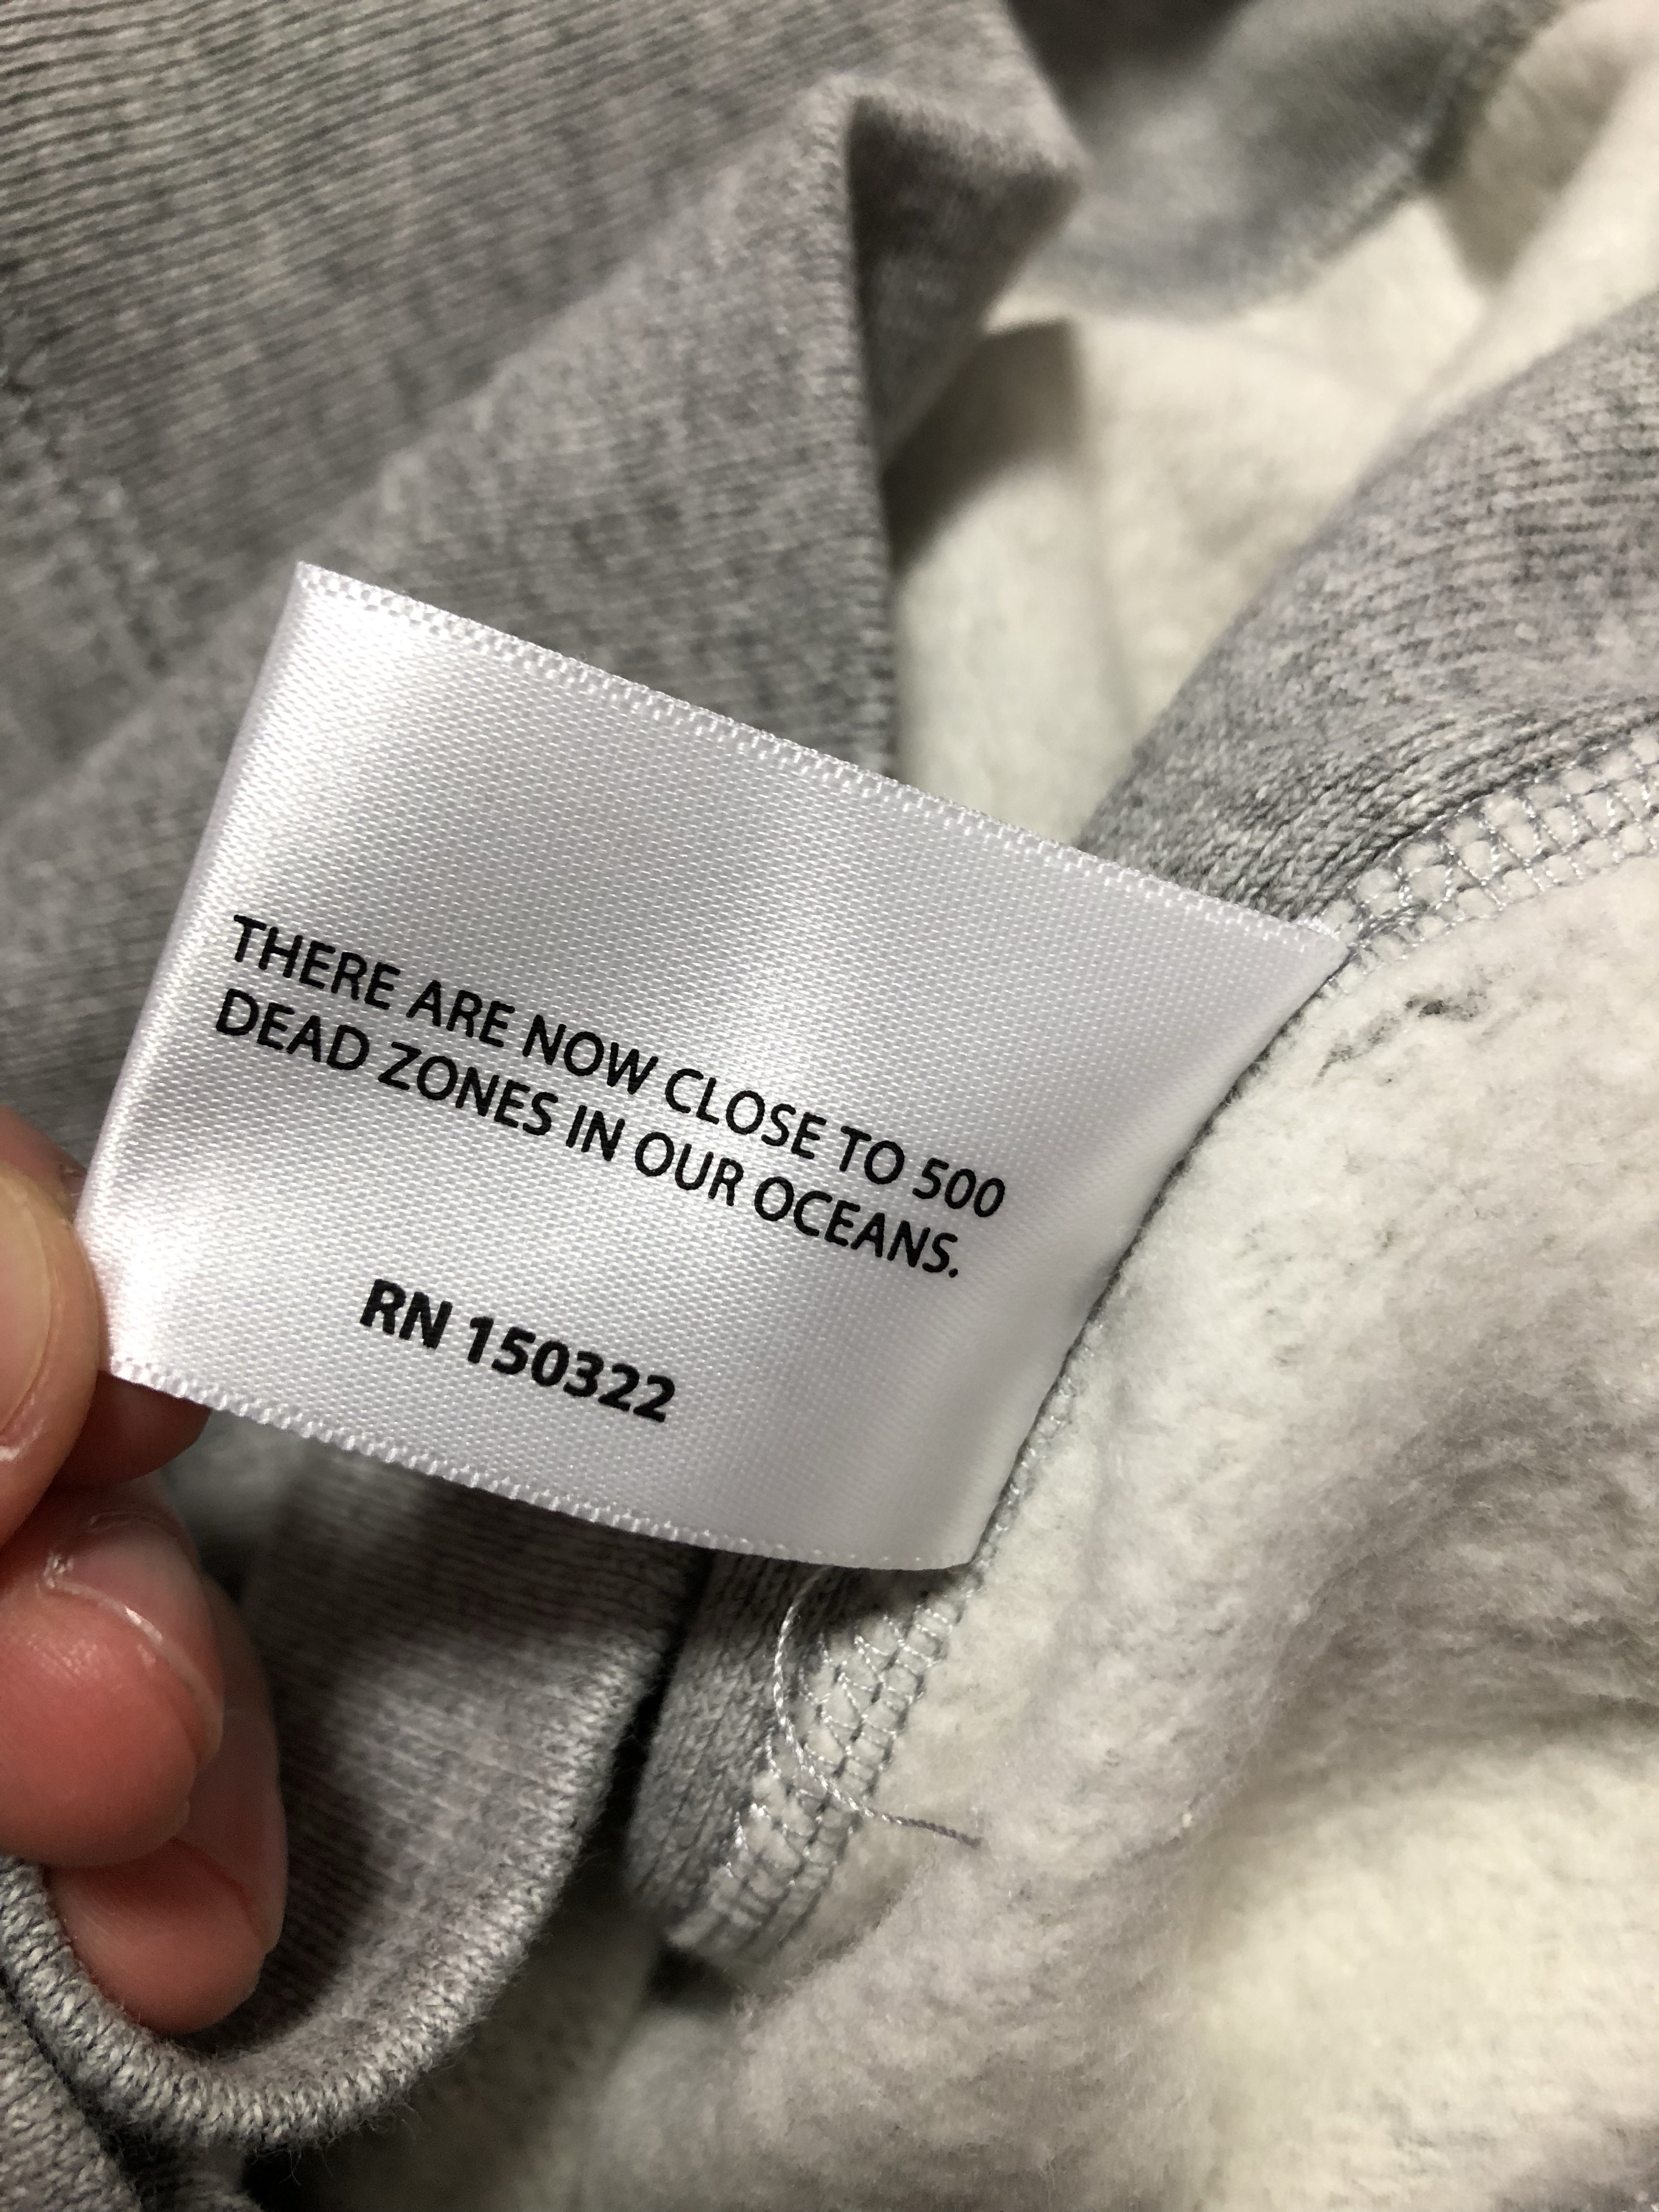 THERE ARE NOW CLOSE TO 500
DEAD ZONES IN OUR OCEANS.
RN 150322